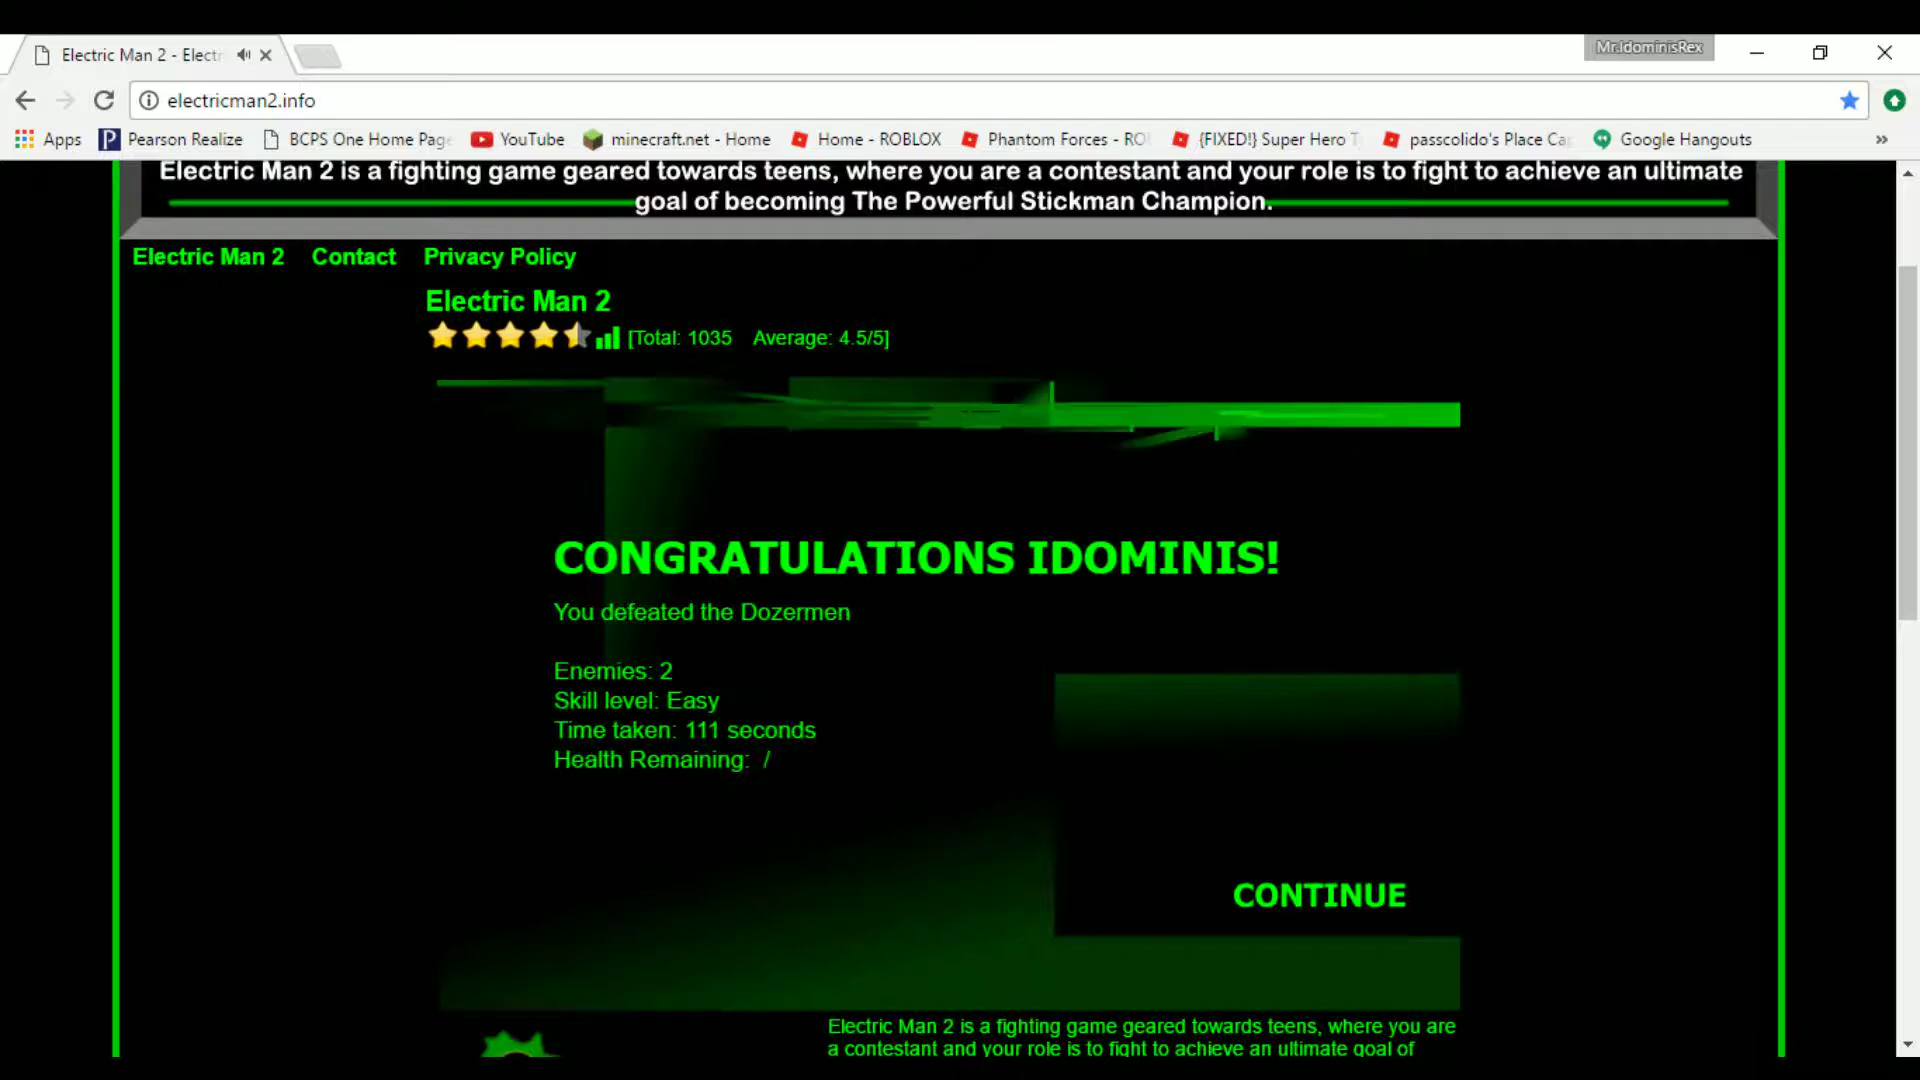 Electric Man 2 - Electr
Mr.IdominisRex
electricman2.info
Apps Pearson Realize BCPS One Home Page YouTube minecraft.net - Home Home - ROBLOX Phantom Forces - RO {FIXED!} Super Hero T passcolido's Place Ca Google Hangouts »
Electric Man 2 is a fighting game geared towards teens, where you are a contestant and your role is to fight to achieve an ultimate
goal of becoming The Powerful Stickman Champion.
Electric Man 2 Contact Privacy Policy
Electric Man 2
[Total: 1035 Average: 4.5/5]
CONGRATULATIONS IDOMINIS!
You defeated the Dozermen
Enemies: 2
Skill level: Easy
Time taken: 111 seconds
Health Remaining: /
CONTINUE
Electric Man 2 is a fighting game geared towards teens, where you are
a contestant and your role is to fight to achieve an ultimate goal of